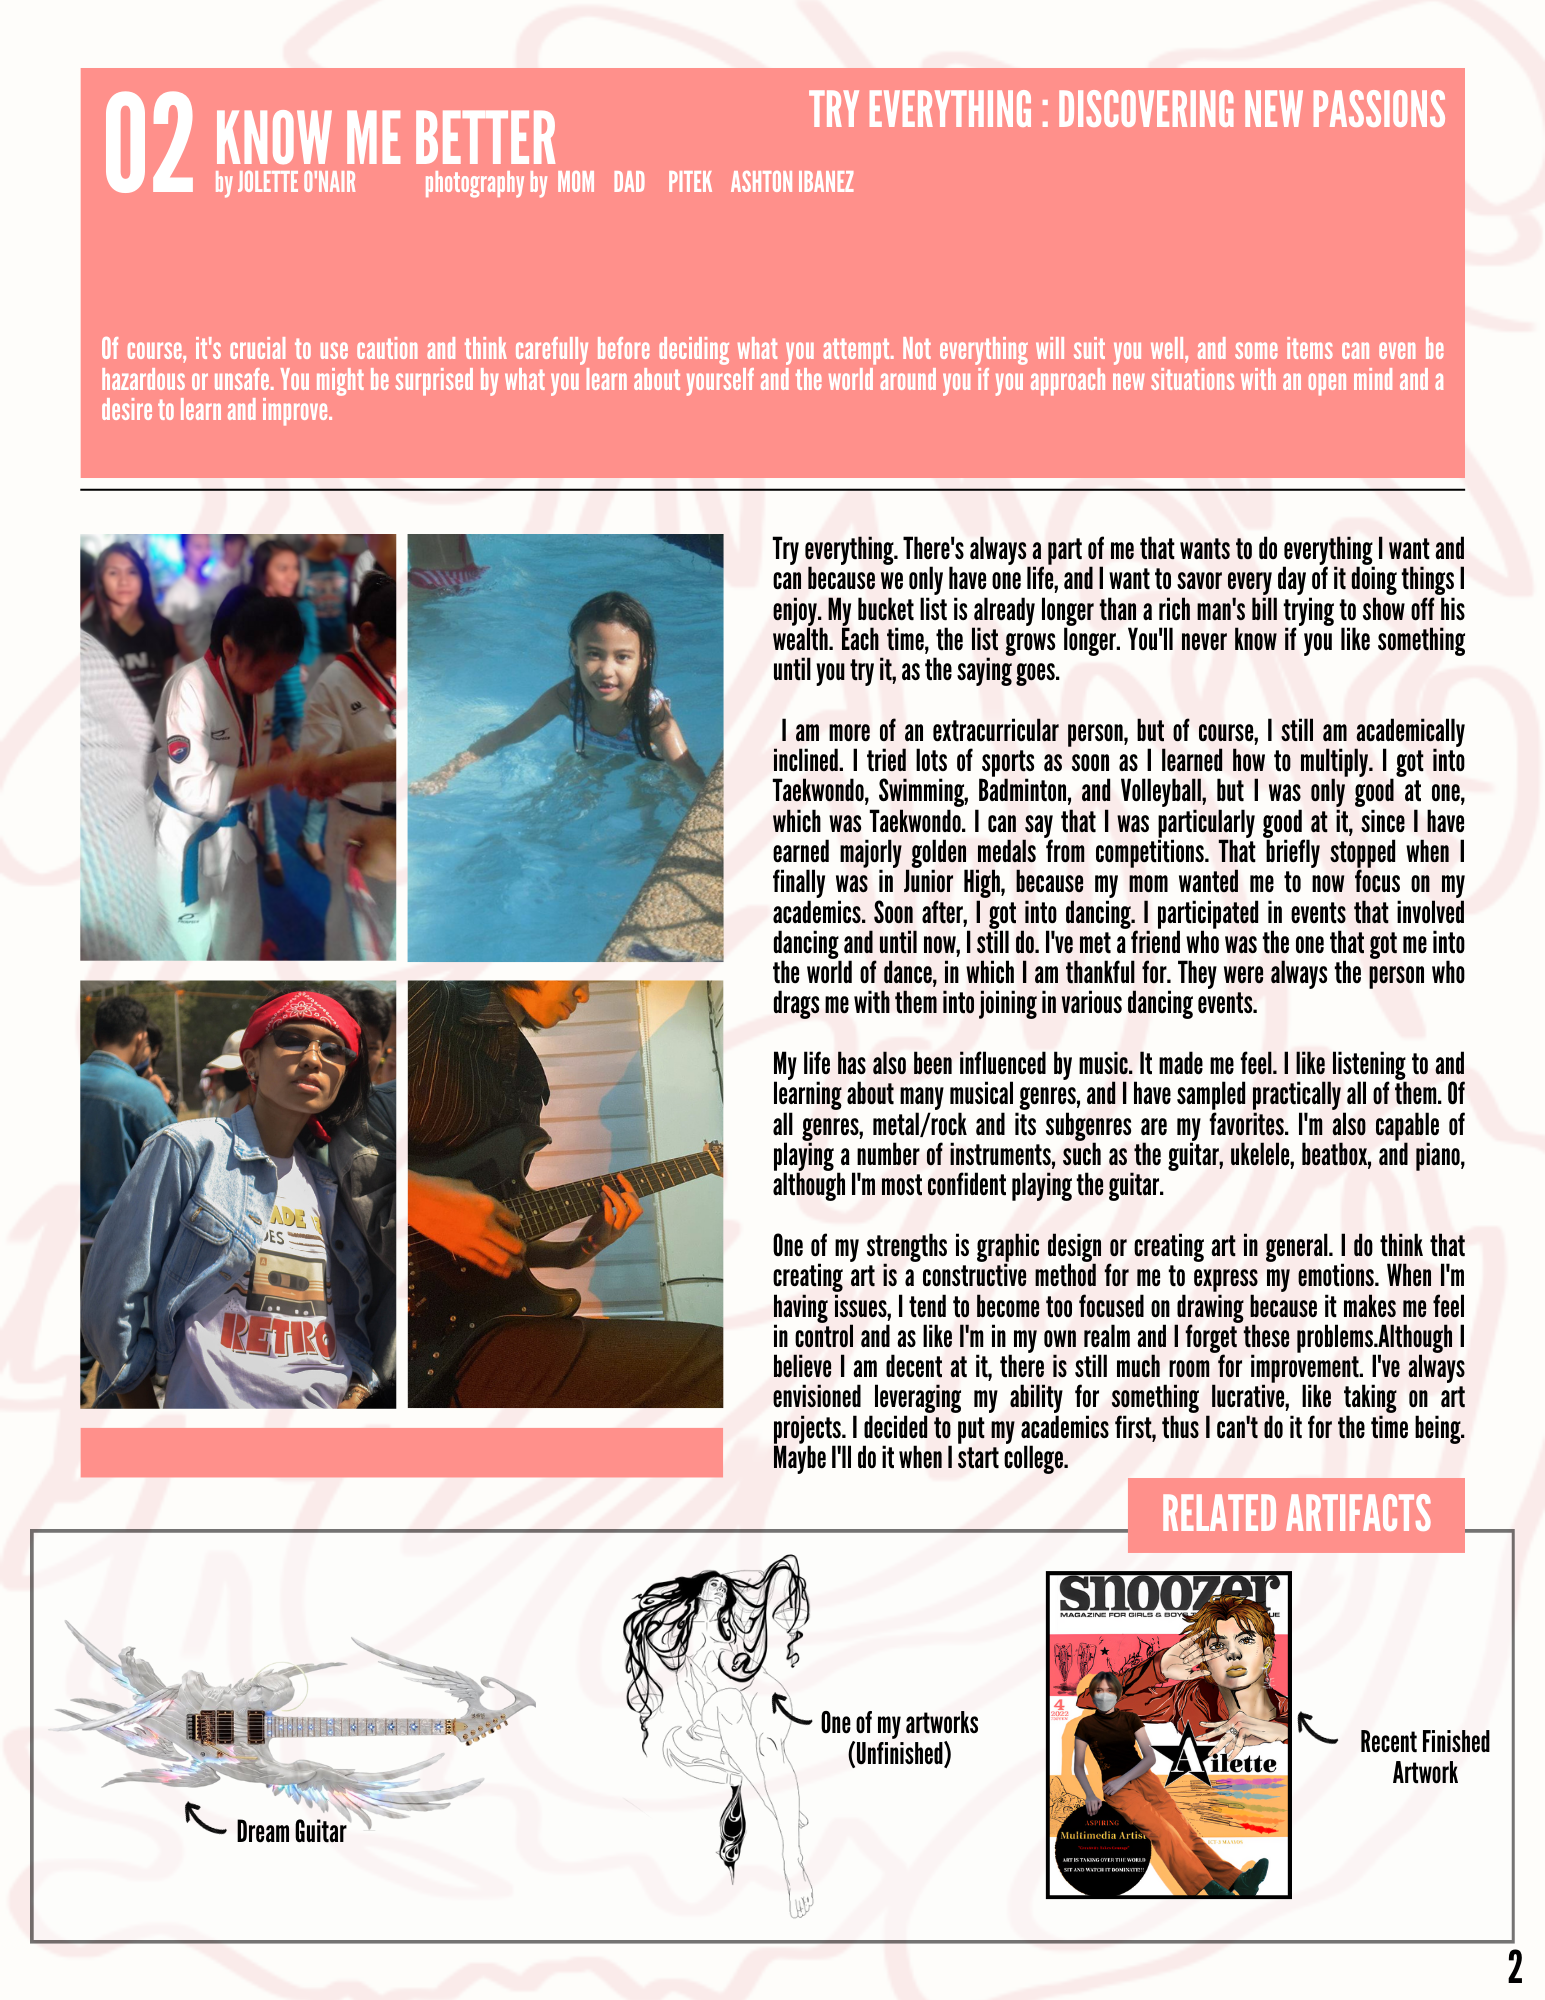 02 KNOW ME BETTER
TRY EVERYTHING : DISCOVERING NEW PASSIONS
by JOLETTE O'NAIR photography by MOM DAD PITEK ASHTON IBANEZ
Of course, it's crucial to use caution and think carefully before deciding what you attempt. Not everything will suit you well, and some items can even be
hazardous or unsafe. You might be surprised by what you learn about yourself and the world around you if you approach new situations with an open mind and a
desire to learn and improve.
Try everything. There's always a part of me that wants to do everything I want and
can because we only have one life, and I want to savor every day of it doing things I
enjoy. My bucket list is already longer than a rich man's bill trying to show off his
wealth. Each time, the list grows longer. You'll never know if you like something
until you try it, as the saying goes.
I am more of an extracurricular person, but of course, I still am academically
inclined. I tried lots of sports as soon as I learned how to multiply. I got into
Taekwondo, Swimming, Badminton, and Volleyball, but I was only good at one,
which was Taekwondo. I can say that I was particularly good at it, since I have
earned majorly golden medals from competitions. That briefly stopped when I
finally was in Junior High, because my mom wanted me to now focus on my
academics. Soon after, I got into dancing. I participated in events that involved
dancing and until now, I still do. I've met a friend who was the one that got me into
the world of dance, in which I am thankful for. They were always the person who
drags me with them into joining in various dancing events.
My life has also been influenced by music. It made me feel. I like listening to and
learning about many musical genres, and I have sampled practically all of them. Of
all genres, metal/rock and its subgenres are my favorites. I'm also capable of
playing a number of instruments, such as the guitar, ukelele, beatbox, and piano,
although I'm most confident playing the guitar.
One of my strengths is graphic design or creating art in general. I do think that
creating art is a constructive method for me to express my emotions. When I'm
having issues, I tend to become too focused on drawing because it makes me feel
in control and as like I'm in my own realm and I forget these problems.Although I
believe I am decent at it, there is still much room for improvement. I've always
envisioned leveraging my ability for something lucrative, like taking on art
projects. I decided to put my academics first, thus I can't do it for the time being.
Maybe I'll do it when I start college.
RETRO
RELATED ARTIFACTS
Dream Guitar
One of my artworks
(Unfinished)
snoozer
MAGAZINE FOR GIRLS & BOYS
4
2022
Ailette
ASPIRING
Multimedia Artist
ART IS TAKING OVER THE WORLD
SIT AND WATCH IT DOMINATE!!!
Recent Finished
Artwork
2